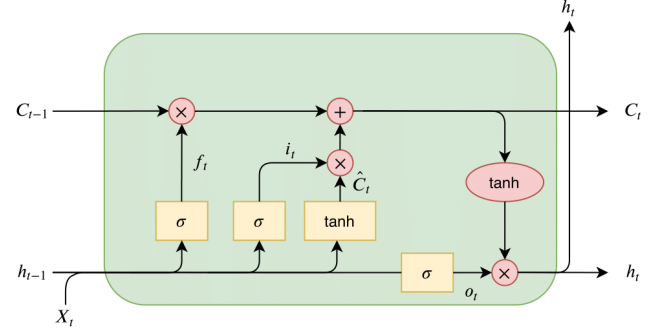 h_t
C_{t-1} × + C_t
f_t i_t × Ĉ_t tanh
σ σ tanh
h_{t-1} σ o_t × h_t
X_t